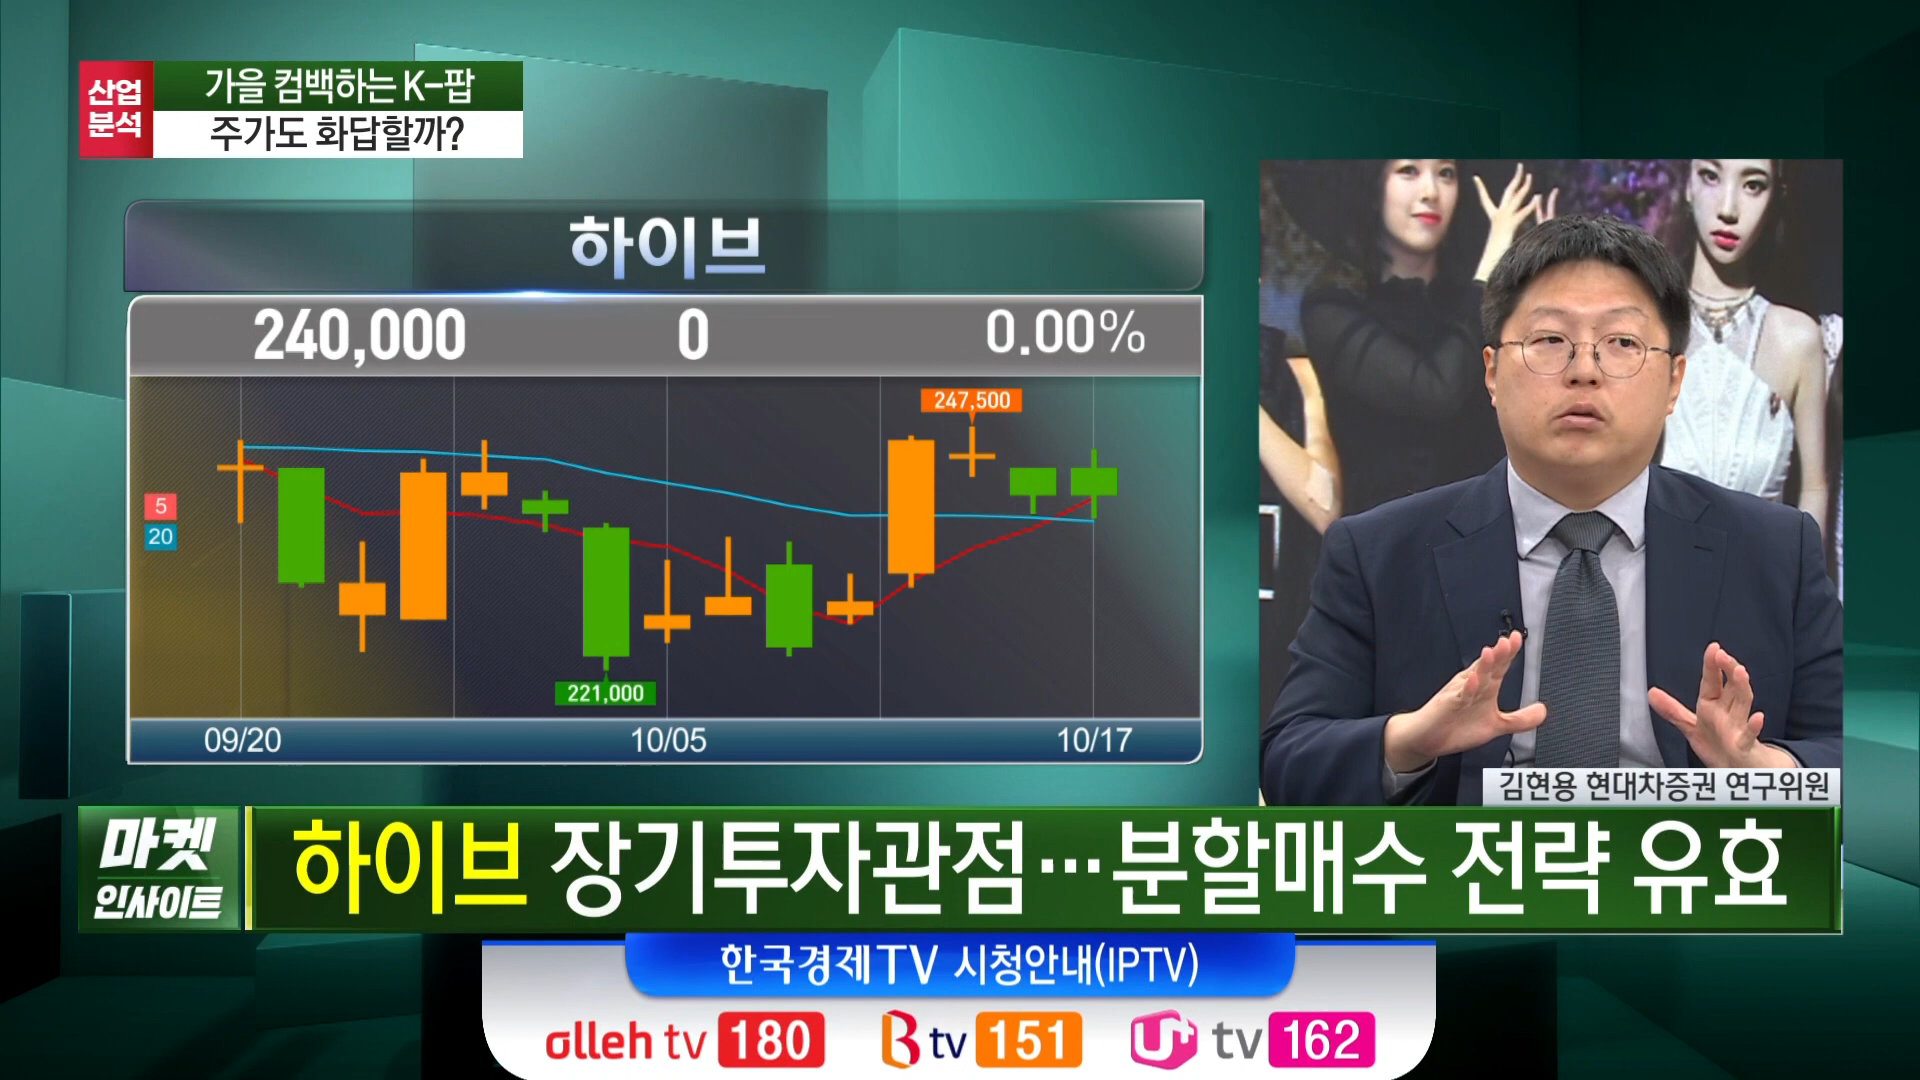 산업
분석
가을 컴백하는 K-팝
주가도 화답할까?
하이브
240,000 0 0.00%
247,500
5
20
221,000
09/20 10/05 10/17
김현용 현대차증권 연구위원
마켓
인사이트
하이브 장기투자관점…분할매수 전략 유효
한국경제TV 시청안내(IPTV)
olleh tv 180 B tv 151 U+ tv 162